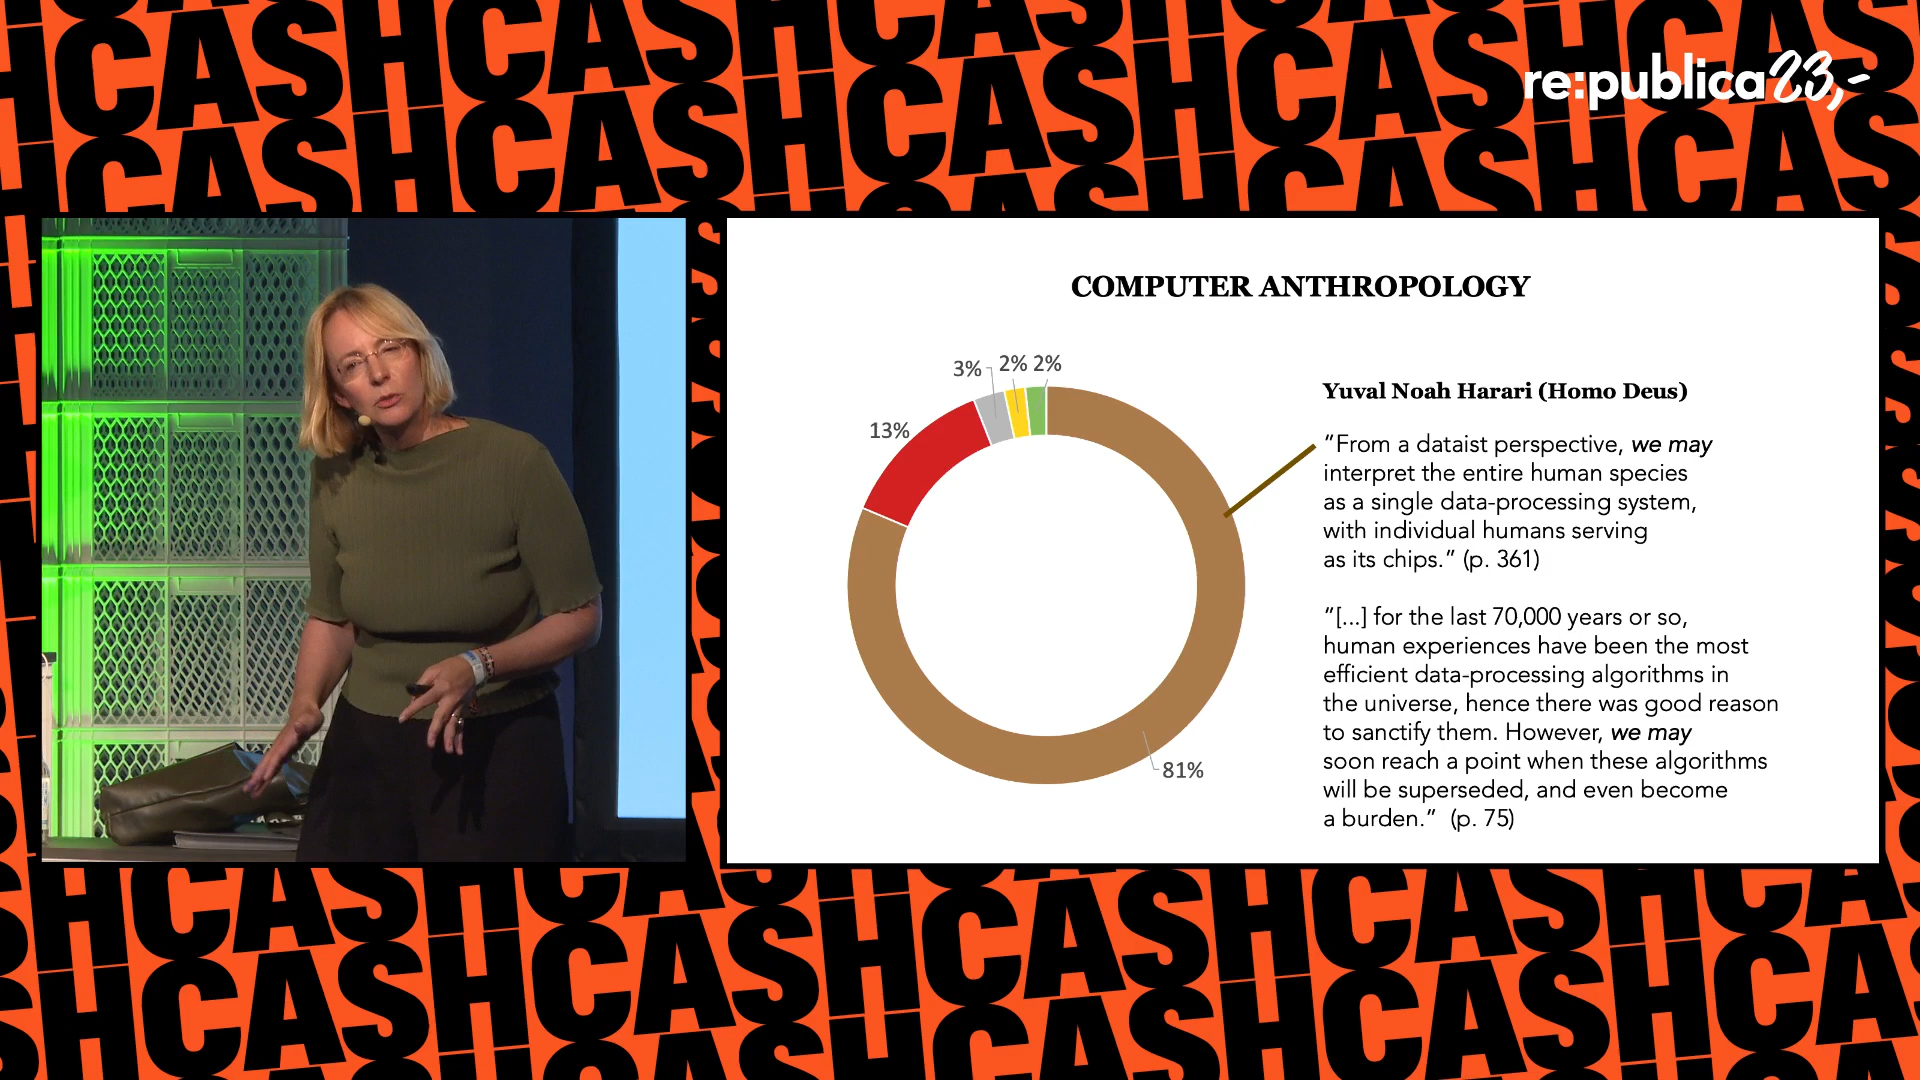 CASHCASHCASHCASHCASH
HCASHCASHCASHCASHCAS
re:publica23,-
COMPUTER ANTHROPOLOGY
3%
2%
2%
13%
81%
Yuval Noah Harari (Homo Deus)
“From a dataist perspective, we may
interpret the entire human species
as a single data-processing system,
with individual humans serving
as its chips.” (p. 361)
“[...] for the last 70,000 years or so,
human experiences have been the most
efficient data-processing algorithms in
the universe, hence there was good reason
to sanctify them. However, we may
soon reach a point when these algorithms
will be superseded, and even become
a burden.” (p. 75)